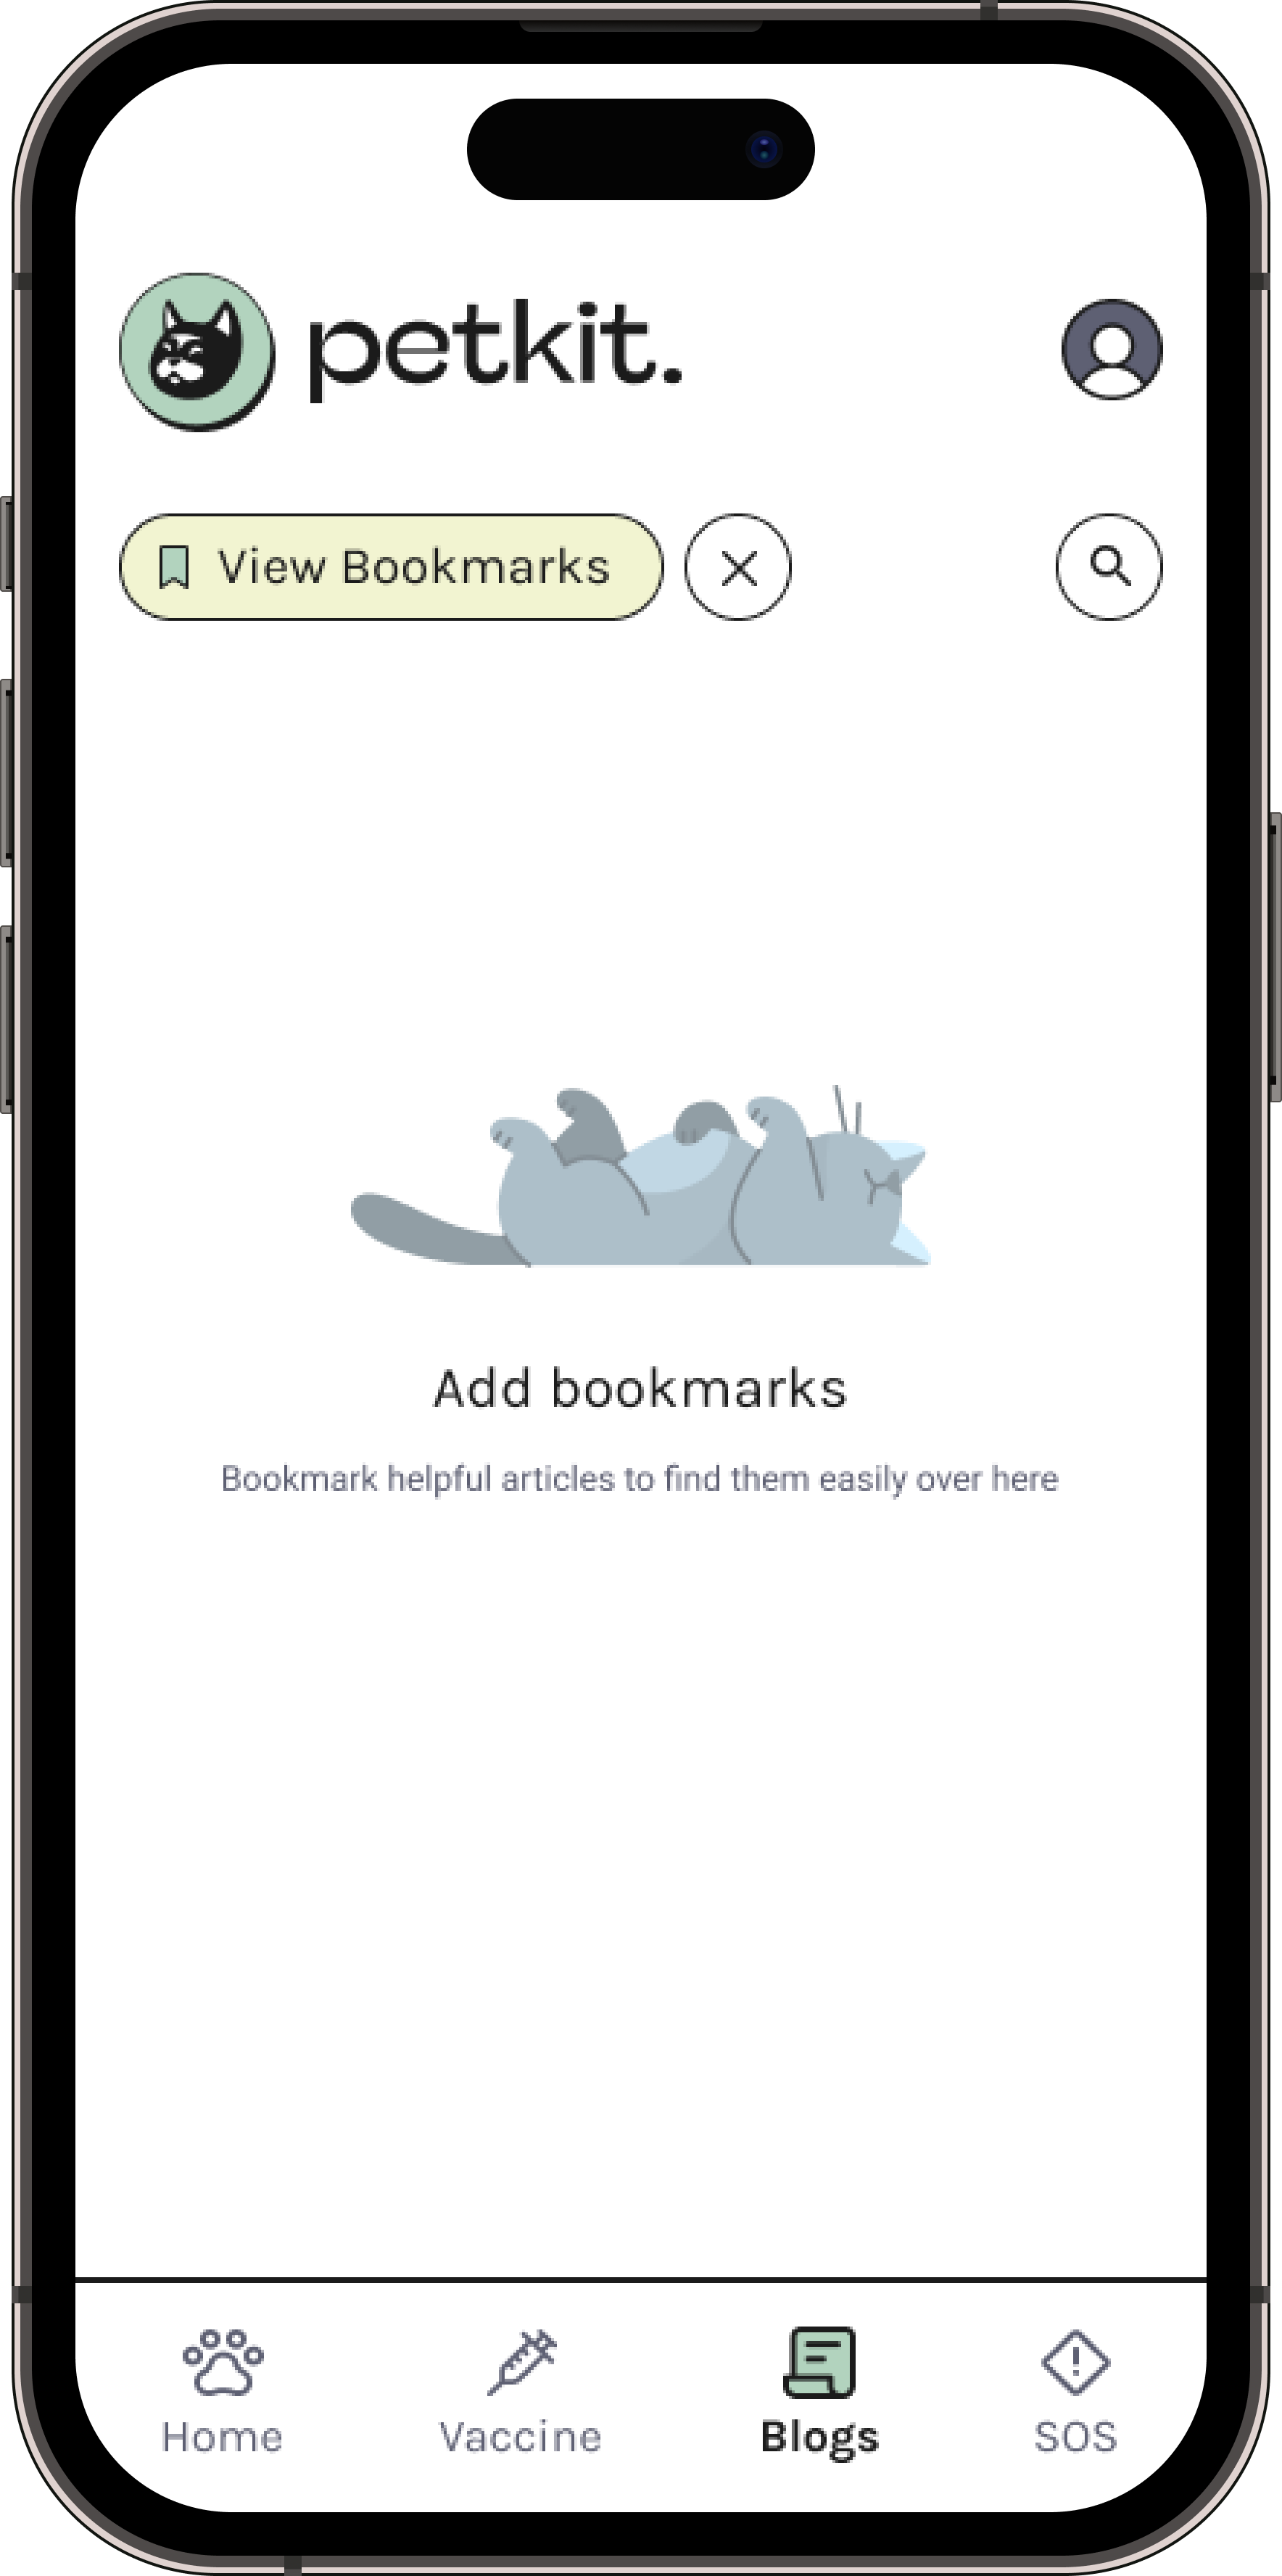 petkit.
View Bookmarks
Add bookmarks
Bookmark helpful articles to find them easily over here
Home Vaccine Blogs SOS